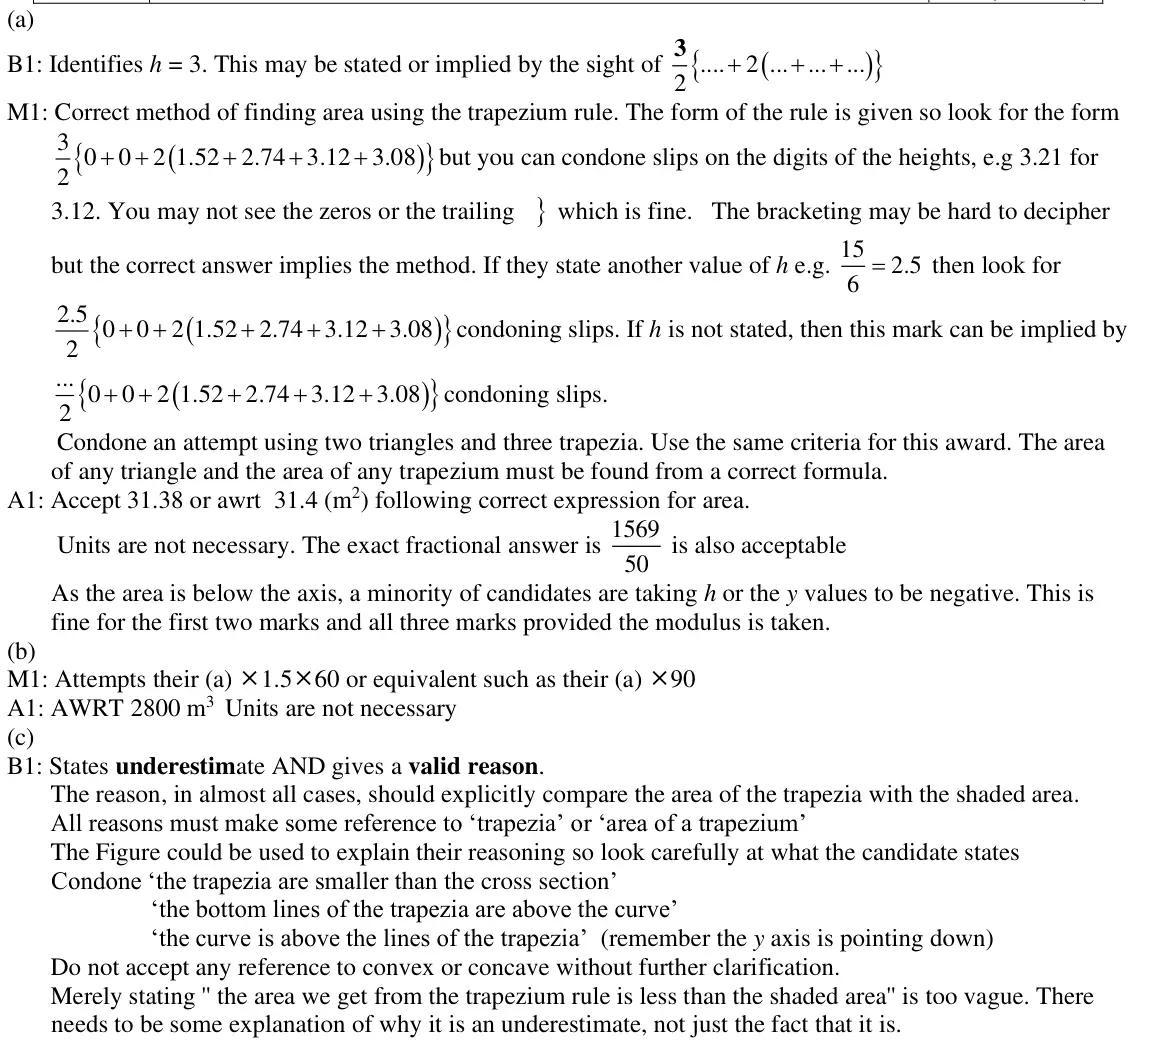 (a)
B1: Identifies h = 3. This may be stated or implied by the sight of 3/2 {....+2(...+...+...)}
M1: Correct method of finding area using the trapezium rule. The form of the rule is given so look for the form
3/2 {0+0+2(1.52+2.74+3.12+3.08)} but you can condone slips on the digits of the heights, e.g 3.21 for
3.12. You may not see the zeros or the trailing } which is fine. The bracketing may be hard to decipher
but the correct answer implies the method. If they state another value of h e.g. 15/6 = 2.5 then look for
2.5/2 {0+0+2(1.52+2.74+3.12+3.08)} condoning slips. If h is not stated, then this mark can be implied by
.../2 {0+0+2(1.52+2.74+3.12+3.08)} condoning slips.
Condone an attempt using two triangles and three trapezia. Use the same criteria for this award. The area
of any triangle and the area of any trapezium must be found from a correct formula.
A1: Accept 31.38 or awrt 31.4 (m²) following correct expression for area.
Units are not necessary. The exact fractional answer is 1569/50 is also acceptable
As the area is below the axis, a minority of candidates are taking h or the y values to be negative. This is
fine for the first two marks and all three marks provided the modulus is taken.
(b)
M1: Attempts their (a) ×1.5×60 or equivalent such as their (a) ×90
A1: AWRT 2800 m³ Units are not necessary
(c)
B1: States underestimate AND gives a valid reason.
The reason, in almost all cases, should explicitly compare the area of the trapezia with the shaded area.
All reasons must make some reference to ‘trapezia’ or ‘area of a trapezium’
The Figure could be used to explain their reasoning so look carefully at what the candidate states
Condone ‘the trapezia are smaller than the cross section’
‘the bottom lines of the trapezia are above the curve’
‘the curve is above the lines of the trapezia’ (remember the y axis is pointing down)
Do not accept any reference to convex or concave without further clarification.
Merely stating " the area we get from the trapezium rule is less than the shaded area" is too vague. There
needs to be some explanation of why it is an underestimate, not just the fact that it is.